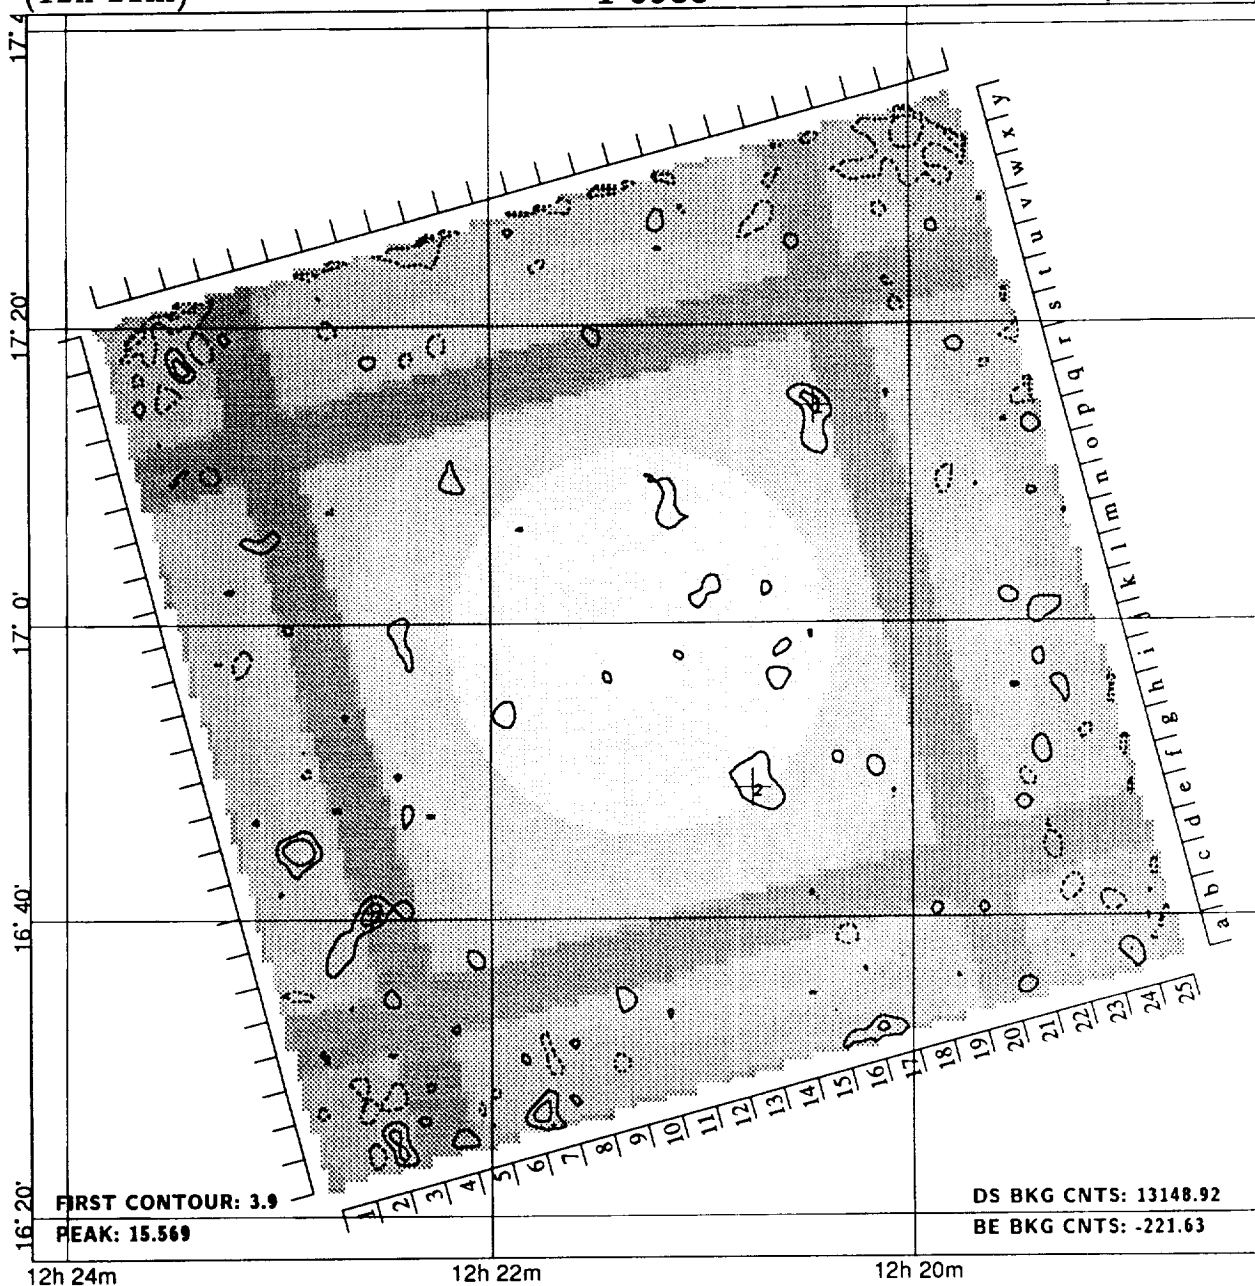 17° 4
17° 20'
17° 0'
16° 40'
16° 20'
1
2
a b c d e f g h i j k l m n o p q r s t u v w x y
1 2 3 4 5 6 7 8 9 10 11 12 13 14 15 16 17 18 19 20 21 22 23 24 25
FIRST CONTOUR: 3.9
PEAK: 15.569
DS BKG CNTS: 13148.92
BE BKG CNTS: -221.63
12h 24m
12h 22m
12h 20m